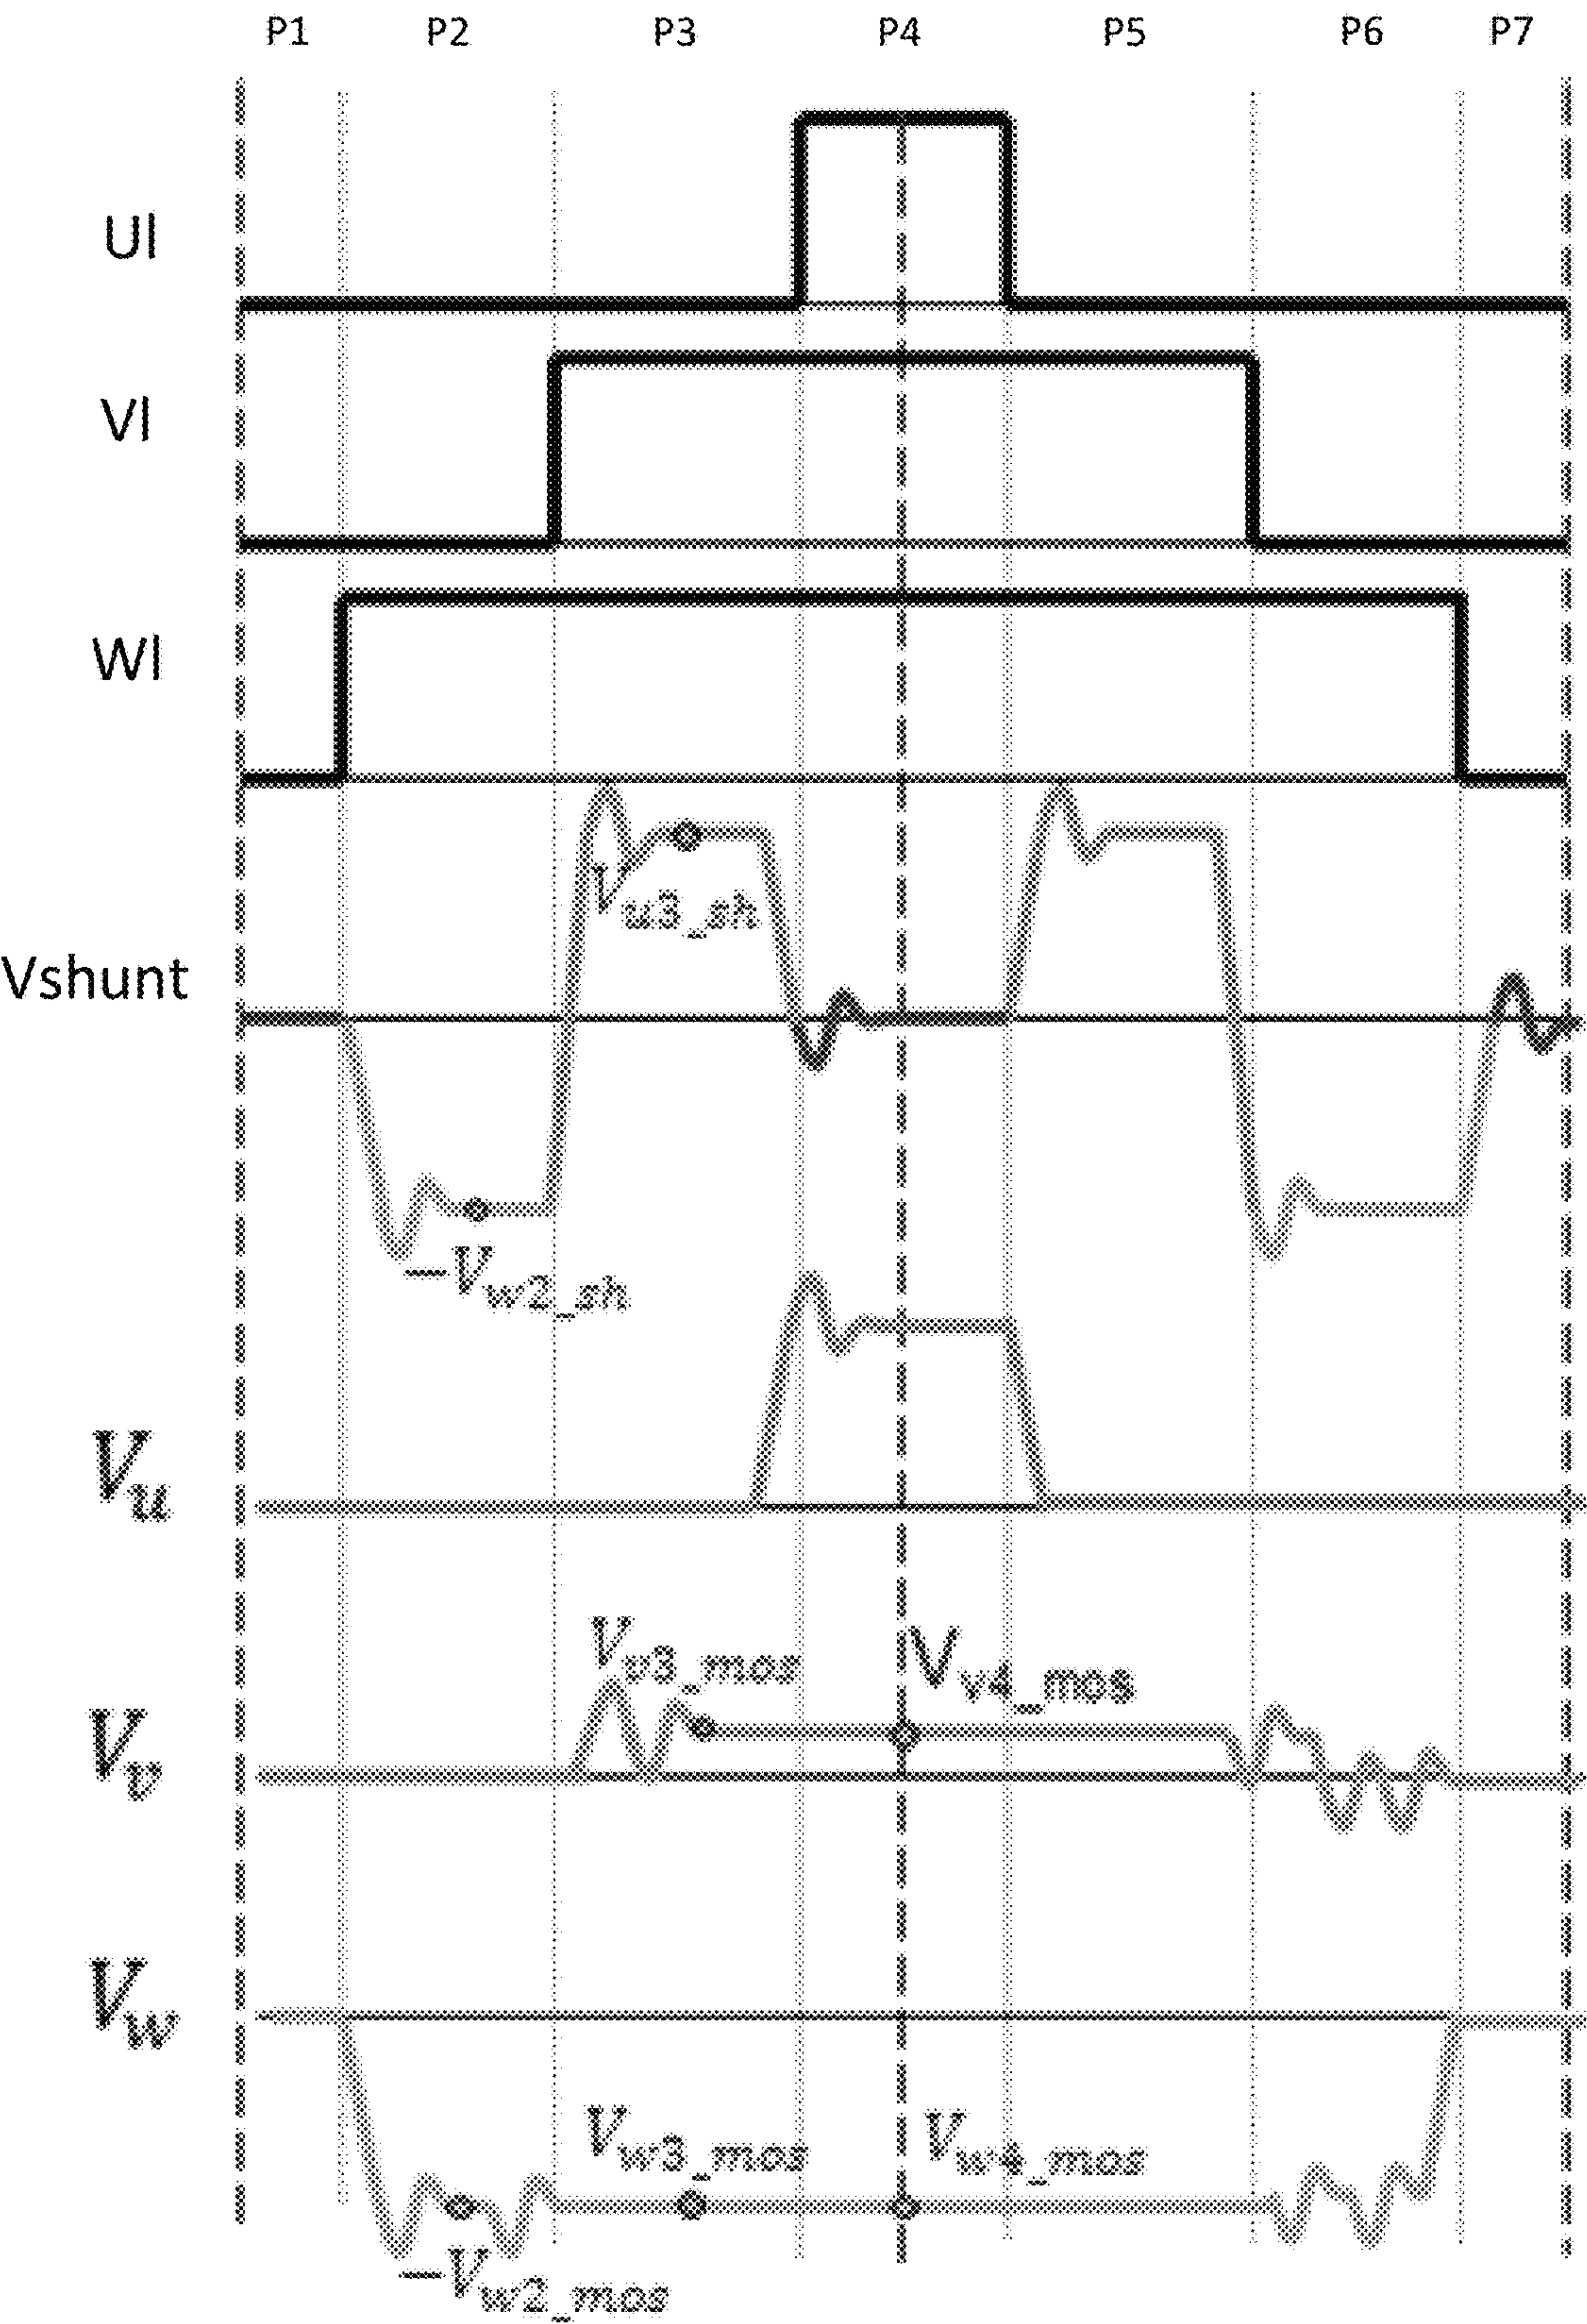 P1 P2 P3 P4 P5 P6 P7
Ul
Vl
Wl
Vu3_sh
Vshunt
−Vw2_sh
Vu
Vv3_mos Vv4_mos
Vv
Vw
Vw3_mos Vw4_mos
−Vw2_mos